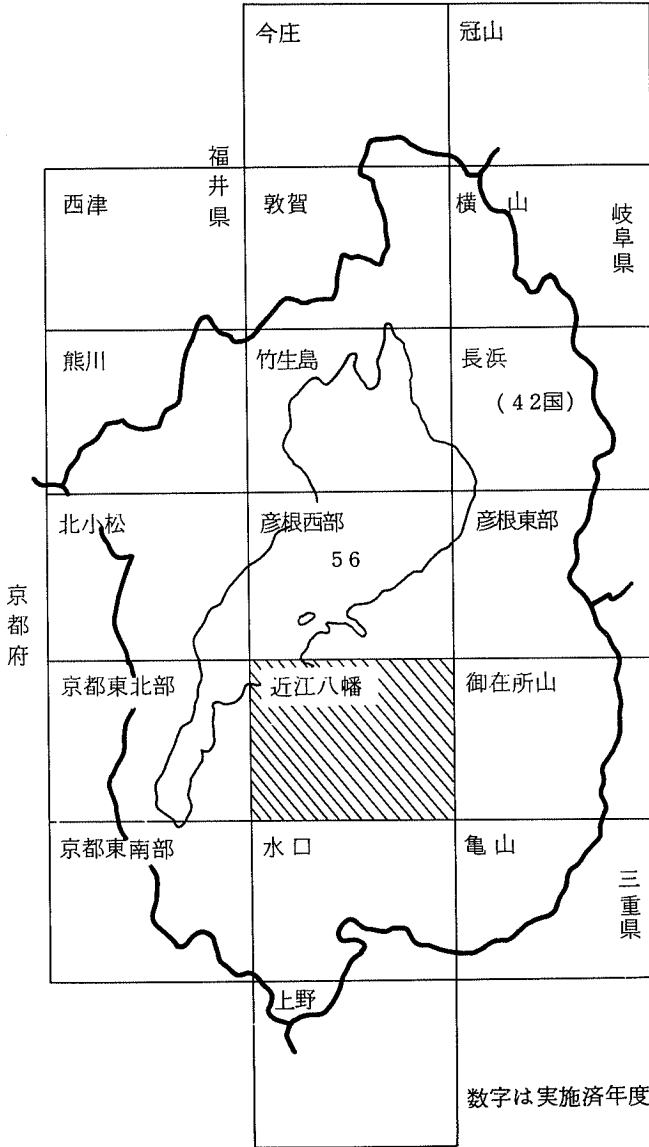 今庄
冠山
福井県
西津
敦賀
横山
岐阜県
熊川
竹生島
長浜
(42国)
北小松
彦根西部
56
彦根東部
京都府
京都東北部
近江八幡
御在所山
京都東南部
水口
亀山
三重県
上野
数字は実施済年度